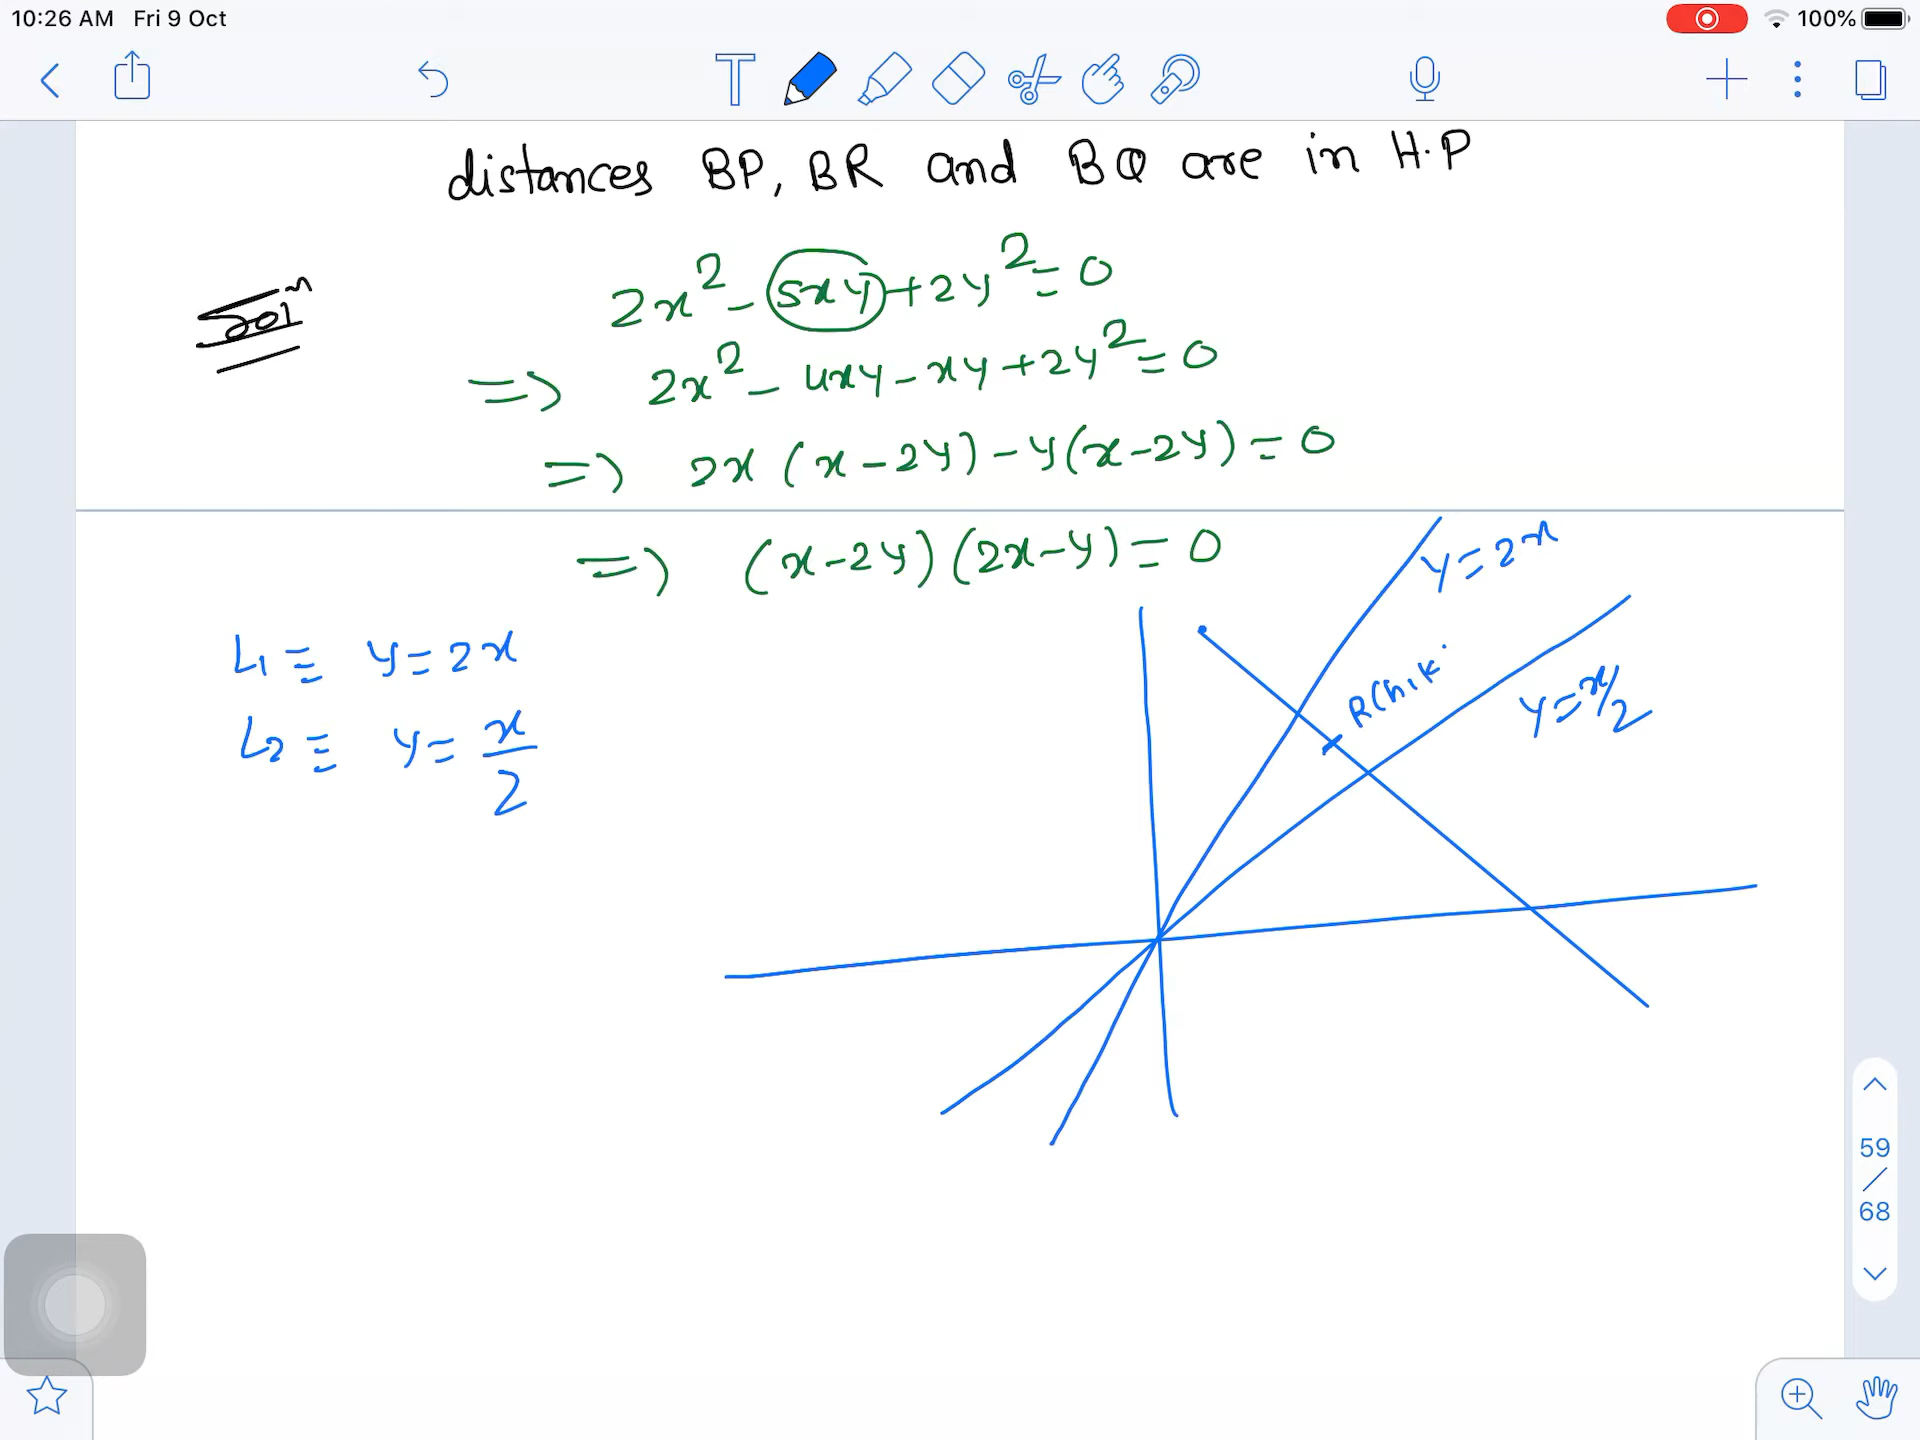 10:26 AM Fri 9 Oct
100%
T
distances BP, BR and BQ are in H.P
Solⁿ
2x² - 5xy + 2y² = 0
=> 2x² - 4xy - xy + 2y² = 0
=> 2x (x - 2y) - y(x - 2y) = 0
=> (x - 2y) (2x - y) = 0
y = 2x
L₁ ≡ y = 2x
R(h, k
y = x/2
L₂ ≡ y = x/2
59
/
68